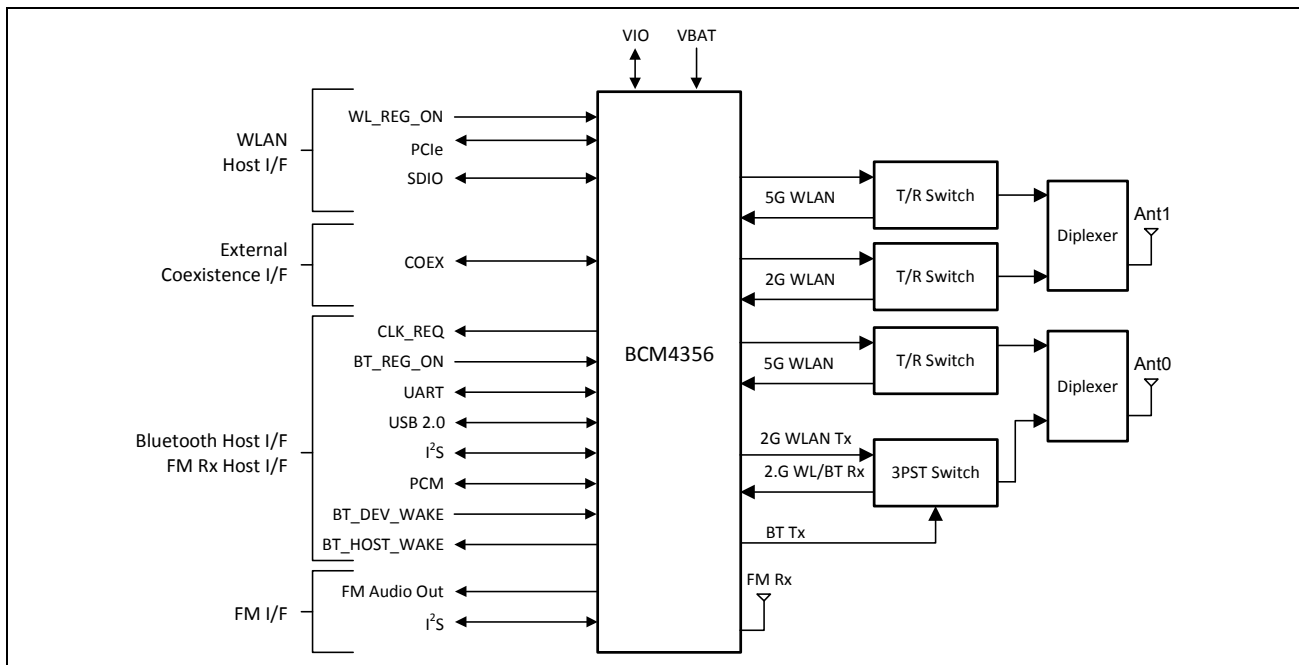 VIO
VBAT
WLAN
Host I/F
WL_REG_ON
PCIe
SDIO
External
Coexistence I/F
COEX
Bluetooth Host I/F
FM Rx Host I/F
CLK_REQ
BT_REG_ON
UART
USB 2.0
I²S
PCM
BT_DEV_WAKE
BT_HOST_WAKE
FM I/F
FM Audio Out
I²S
BCM4356
5G WLAN
T/R Switch
2G WLAN
T/R Switch
Diplexer
Ant1
5G WLAN
T/R Switch
2G WLAN Tx
2.G WL/BT Rx
3PST Switch
BT Tx
Diplexer
Ant0
FM Rx